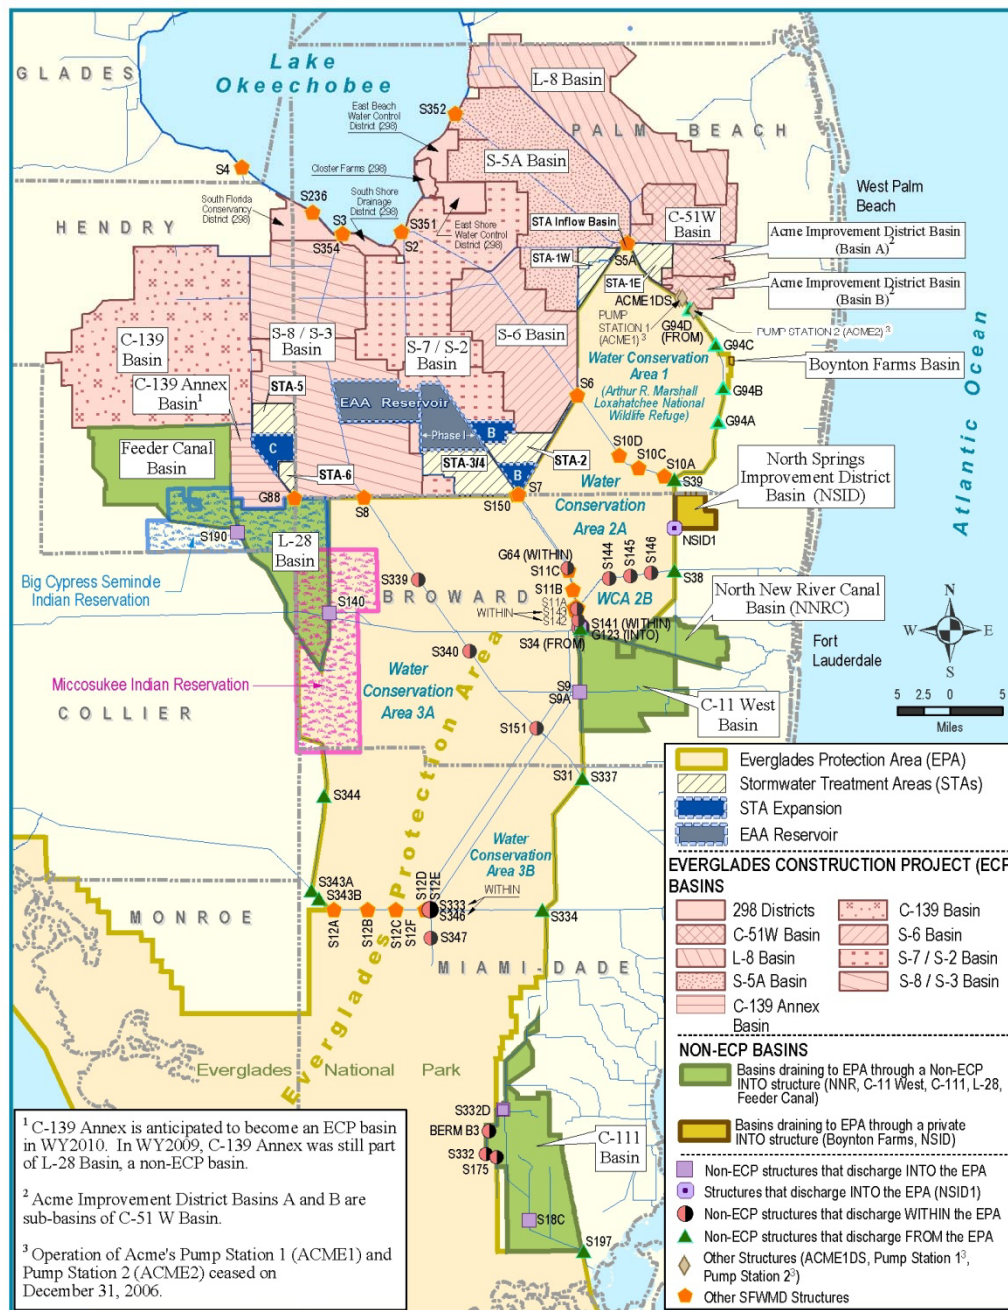 GLADES
Lake
Okeechobee
L-8 Basin
PALM BEACH
S352
East Beach
Water Control
District (298)
Closter Farms (298)
S-5A Basin
S4
West Palm
Beach
South Florida
Conservancy
District (298)
S236
South Shore
Drainage
District (298)
S3
S354
S351
S2
East Shore
Water Control
District (298)
STA Inflow Basin
C-51W
Basin
HENDRY
S5A
STA-1W
STA-1E
Acme Improvement District Basin
(Basin A)2
Acme Improvement District Basin
(Basin B)2
ACME1DS
PUMP
STATION 1
(ACME1) 3
G94D
(FROM)
PUMP STATION 2 (ACME2) 3
C-139
Basin
S-8 / S-3
Basin
S-7 / S-2
Basin
S-6 Basin
G94C
Water Conservation
Area 1
(Arthur R. Marshall
Loxahatchee National
Wildlife Refuge)
Boynton Farms Basin
C-139 Annex
Basin1
STA-5
EAA Reservoir
Phase I
S6
G94B
G94A
Feeder Canal
Basin
C
B
B
STA-2
STA-3/4
STA-6
S10D
S10C
S10A
S39
North Springs
Improvement District
Basin (NSID)
Atlantic Ocean
G88
S8
S7
S150
Water
Conservation
Area 2A
S190
L-28
Basin
NSID1
Big Cypress Seminole
Indian Reservation
G64 (WITHIN)
S11C
S144
S145
S146
S38
S339
BROWARD
S11B
WCA 2B
North New River Canal
Basin (NNRC)
S140
WITHIN
S11A
S143
S142
S141 (WITHIN)
G123 (INTO)
S34 (FROM)
N
W
E
S
Fort
Lauderdale
S340
Miccosukee Indian Reservation
Water
Conservation
Area 3A
COLLIER
S9
S9A
C-11 West
Basin
5
2.5
0
5
Miles
S151
S31
S337
S344
Everglades Protection Area
Water
Conservation
Area 3B
S343A
S343B
MONROE
S12A
S12B
S12C
S12F
S12D
S12E
S333
S346
WITHIN
S347
S334
MIAMI-DADE
Everglades National Park
S332D
BERM B3
S332
S175
C-111
Basin
S18C
S197
1 C-139 Annex is anticipated to become an ECP basin
in WY2010. In WY2009, C-139 Annex was still part
of L-28 Basin, a non-ECP basin.
2 Acme Improvement District Basins A and B are
sub-basins of C-51 W Basin.
3 Operation of Acme's Pump Station 1 (ACME1) and
Pump Station 2 (ACME2) ceased on
December 31, 2006.
Everglades Protection Area (EPA)
Stormwater Treatment Areas (STAs)
STA Expansion
EAA Reservoir
EVERGLADES CONSTRUCTION PROJECT (ECP
BASINS
298 Districts
C-51W Basin
L-8 Basin
S-5A Basin
C-139 Annex
Basin
C-139 Basin
S-6 Basin
S-7 / S-2 Basin
S-8 / S-3 Basin
NON-ECP BASINS
Basins draining to EPA through a Non-ECP
INTO structure (NNR, C-11 West, C-111, L-28,
Feeder Canal)
Basins draining to EPA through a private
INTO structure (Boynton Farms, NSID)
Non-ECP structures that discharge INTO the EPA
Structures that discharge INTO the EPA (NSID1)
Non-ECP structures that discharge WITHIN the EPA
Non-ECP structures that discharge FROM the EPA
Other Structures (ACME1DS, Pump Station 13,
Pump Station 23)
Other SFWMD Structures